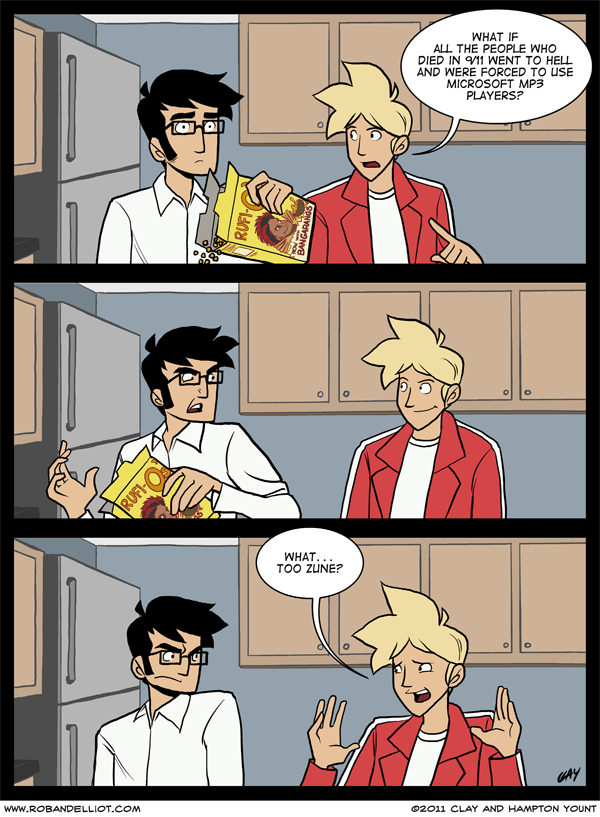 WHAT IF
ALL THE PEOPLE WHO
DIED IN 9/11 WENT TO HELL
AND WERE FORCED TO USE
MICROSOFT MP3
PLAYERS?
RUFI-O's
BANGARANGS
RUFI-Os
WHAT...
TOO ZUNE?
CLAY
WWW.ROBANDELLIOT.COM
©2011 CLAY AND HAMPTON YOUNT